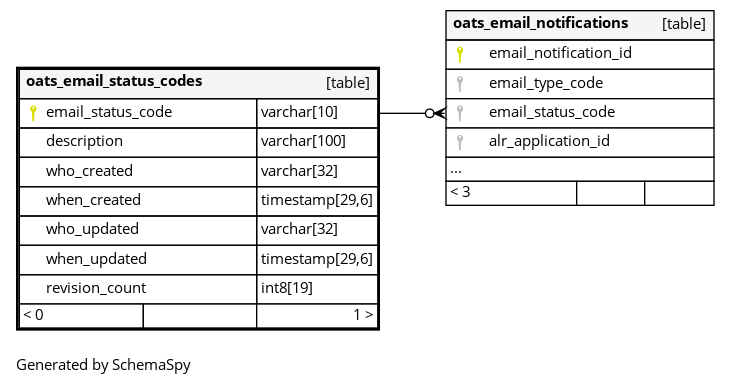 oats_email_status_codes [table]
email_status_code varchar[10]
description varchar[100]
who_created varchar[32]
when_created timestamp[29,6]
who_updated varchar[32]
when_updated timestamp[29,6]
revision_count int8[19]
< 0 1 >
oats_email_notifications [table]
email_notification_id
email_type_code
email_status_code
alr_application_id
...
< 3
Generated by SchemaSpy